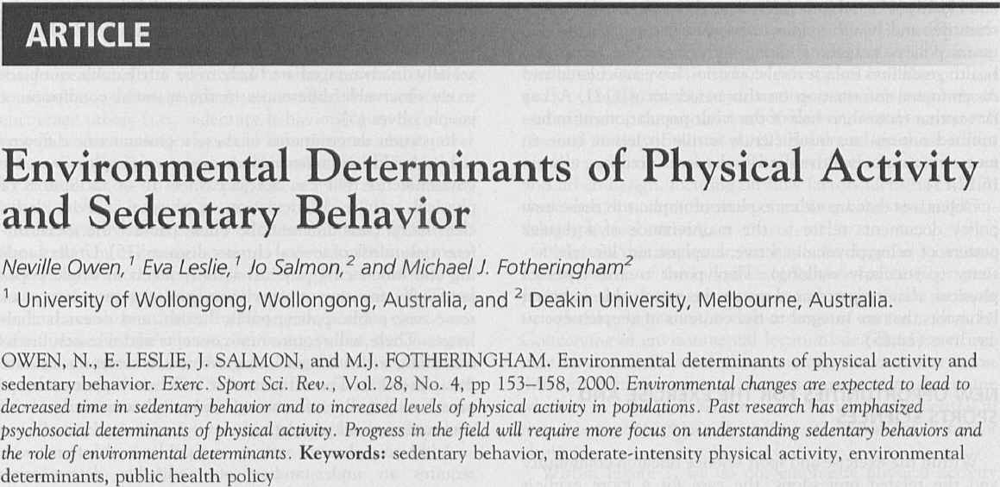 ARTICLE
Environmental Determinants of Physical Activity
and Sedentary Behavior
Neville Owen,¹ Eva Leslie,¹ Jo Salmon,² and Michael J. Fotheringham²
¹ University of Wollongong, Wollongong, Australia, and ² Deakin University, Melbourne, Australia.
OWEN, N., E. LESLIE, J. SALMON, and M.J. FOTHERINGHAM. Environmental determinants of physical activity and
sedentary behavior. Exerc. Sport Sci. Rev., Vol. 28, No. 4, pp 153–158, 2000. Environmental changes are expected to lead to
decreased time in sedentary behavior and to increased levels of physical activity in populations. Past research has emphasized
psychosocial determinants of physical activity. Progress in the field will require more focus on understanding sedentary behaviors and
the role of environmental determinants. Keywords: sedentary behavior, moderate-intensity physical activity, environmental
determinants, public health policy